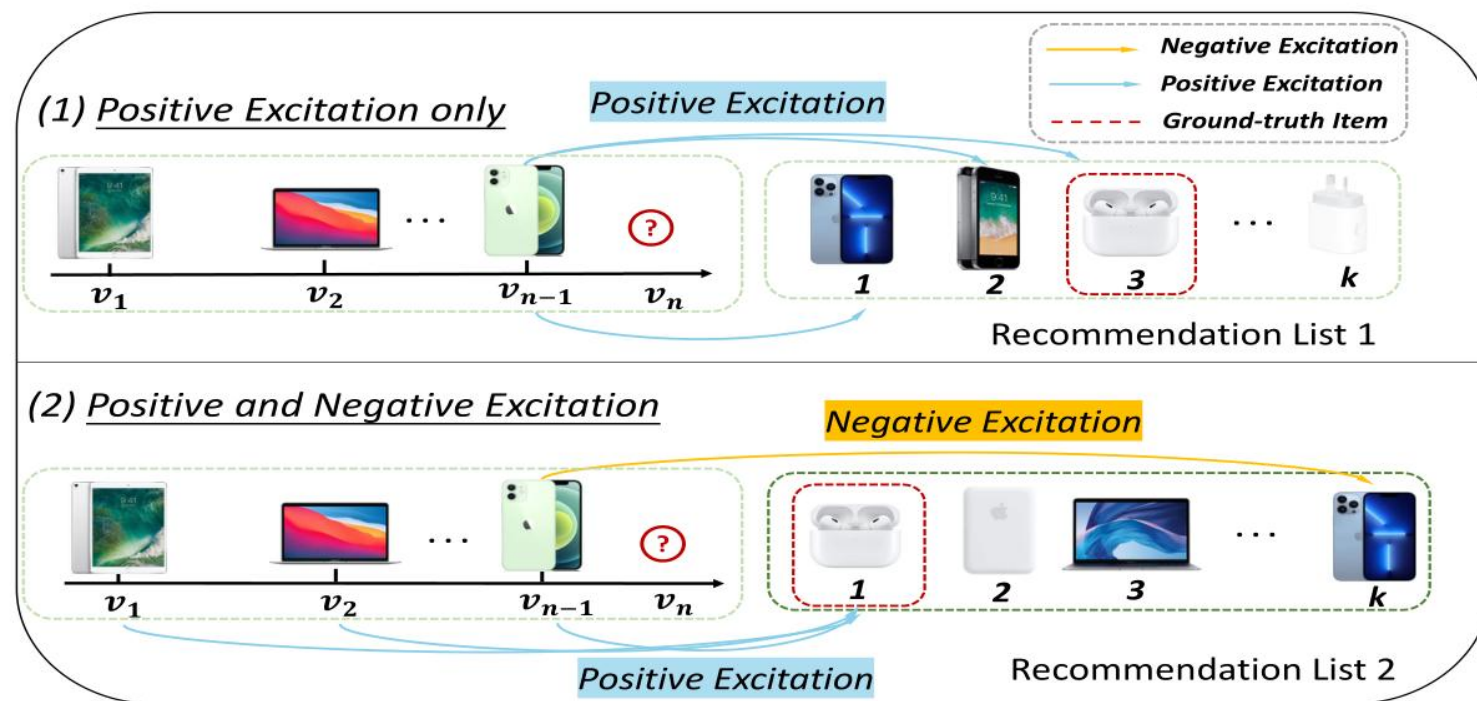 Negative Excitation
Positive Excitation
Ground-truth Item
(1) Positive Excitation only
Positive Excitation
...
?
...
v₁
v₂
vₙ₋₁
vₙ
1
2
3
k
Recommendation List 1
(2) Positive and Negative Excitation
Negative Excitation
...
?
...
v₁
v₂
vₙ₋₁
vₙ
1
2
3
k
Positive Excitation
Recommendation List 2